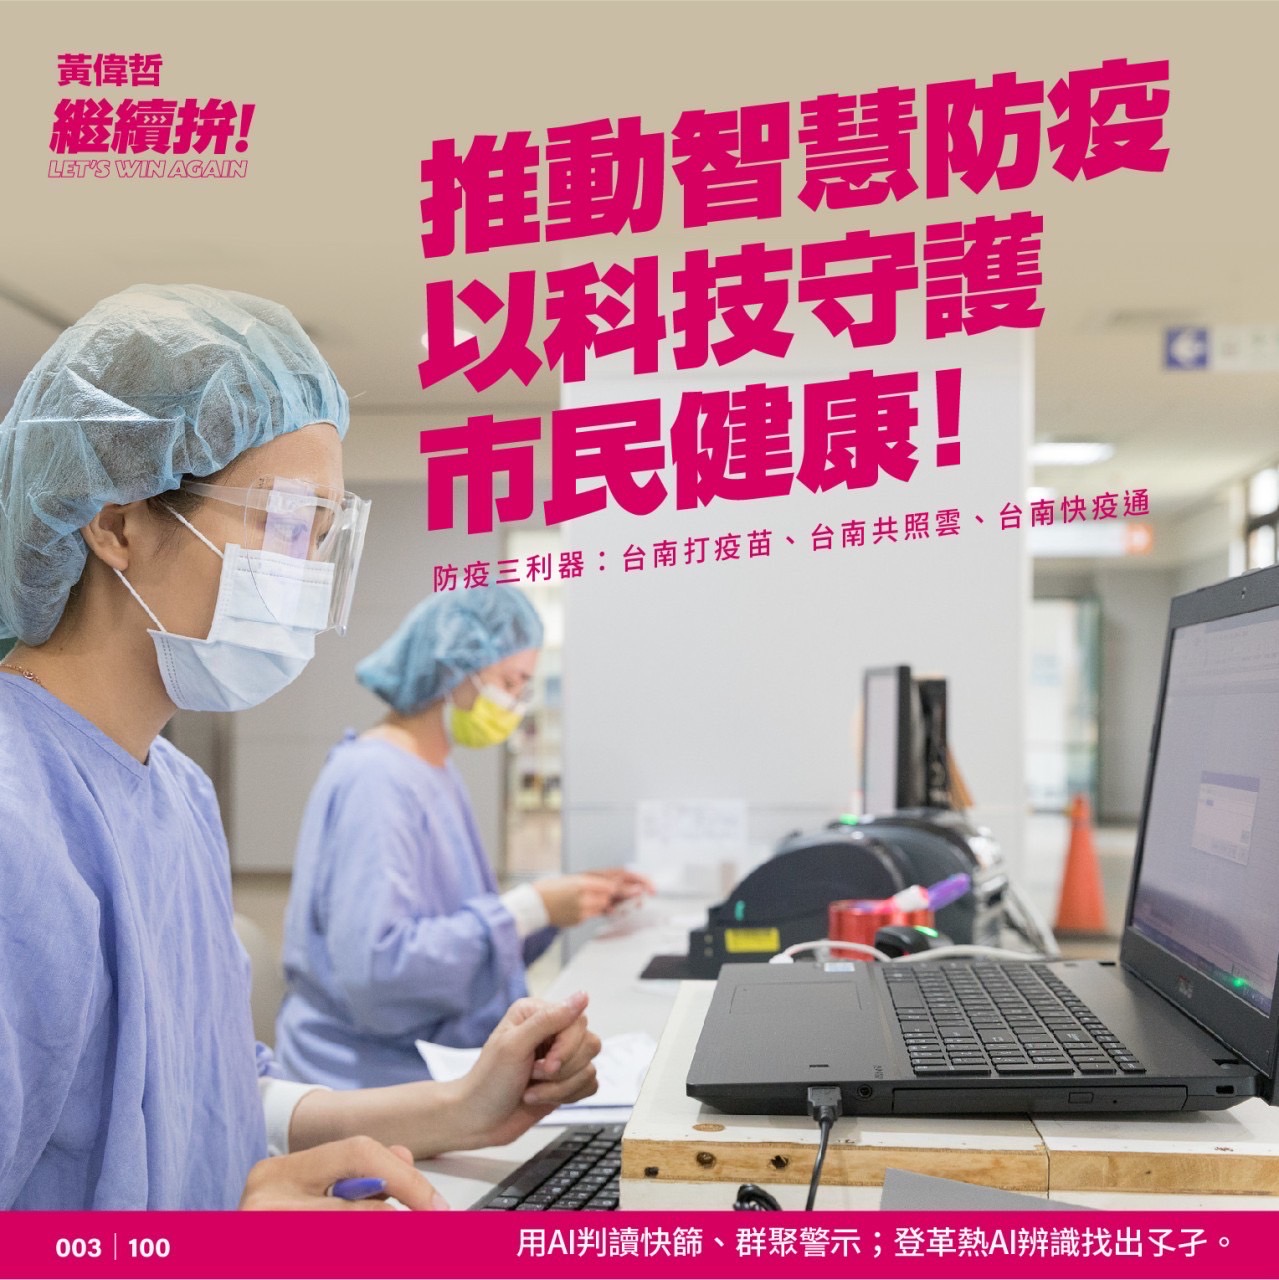 黃偉哲
繼續拚!
LET'S WIN AGAIN
推動智慧防疫
以科技守護
市民健康!
防疫三利器：台南打疫苗、台南共照雲、台南快疫通
003｜100
用AI判讀快篩、群聚警示；登革熱AI辨識找出孓孑。